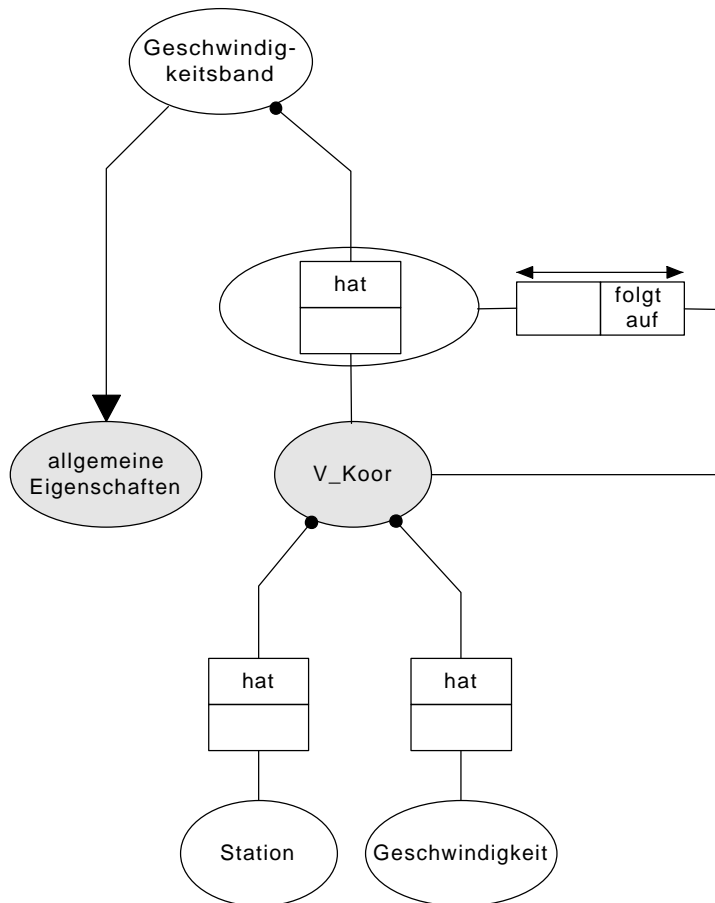 Geschwindig-
keitsband
hat
folgt
auf
allgemeine
Eigenschaften
V_Koor
hat
hat
Station
Geschwindigkeit